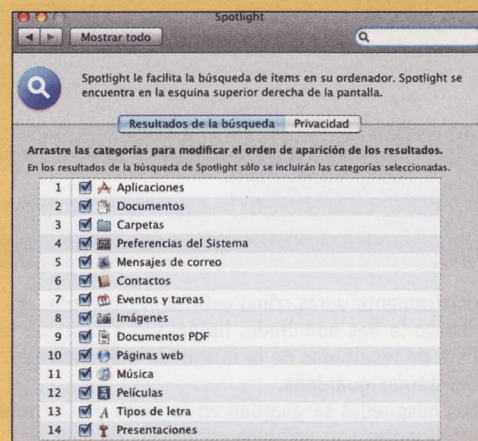 Spotlight
Mostrar todo
Spotlight le facilita la búsqueda de ítems en su ordenador. Spotlight se
encuentra en la esquina superior derecha de la pantalla.
Resultados de la búsqueda Privacidad
Arrastre las categorías para modificar el orden de aparición de los resultados.
En los resultados de la búsqueda de Spotlight sólo se incluirán las categorías seleccionadas.
1 Aplicaciones
2 Documentos
3 Carpetas
4 Preferencias del Sistema
5 Mensajes de correo
6 Contactos
7 Eventos y tareas
8 Imágenes
9 Documentos PDF
10 Páginas web
11 Música
12 Películas
13 Tipos de letra
14 Presentaciones